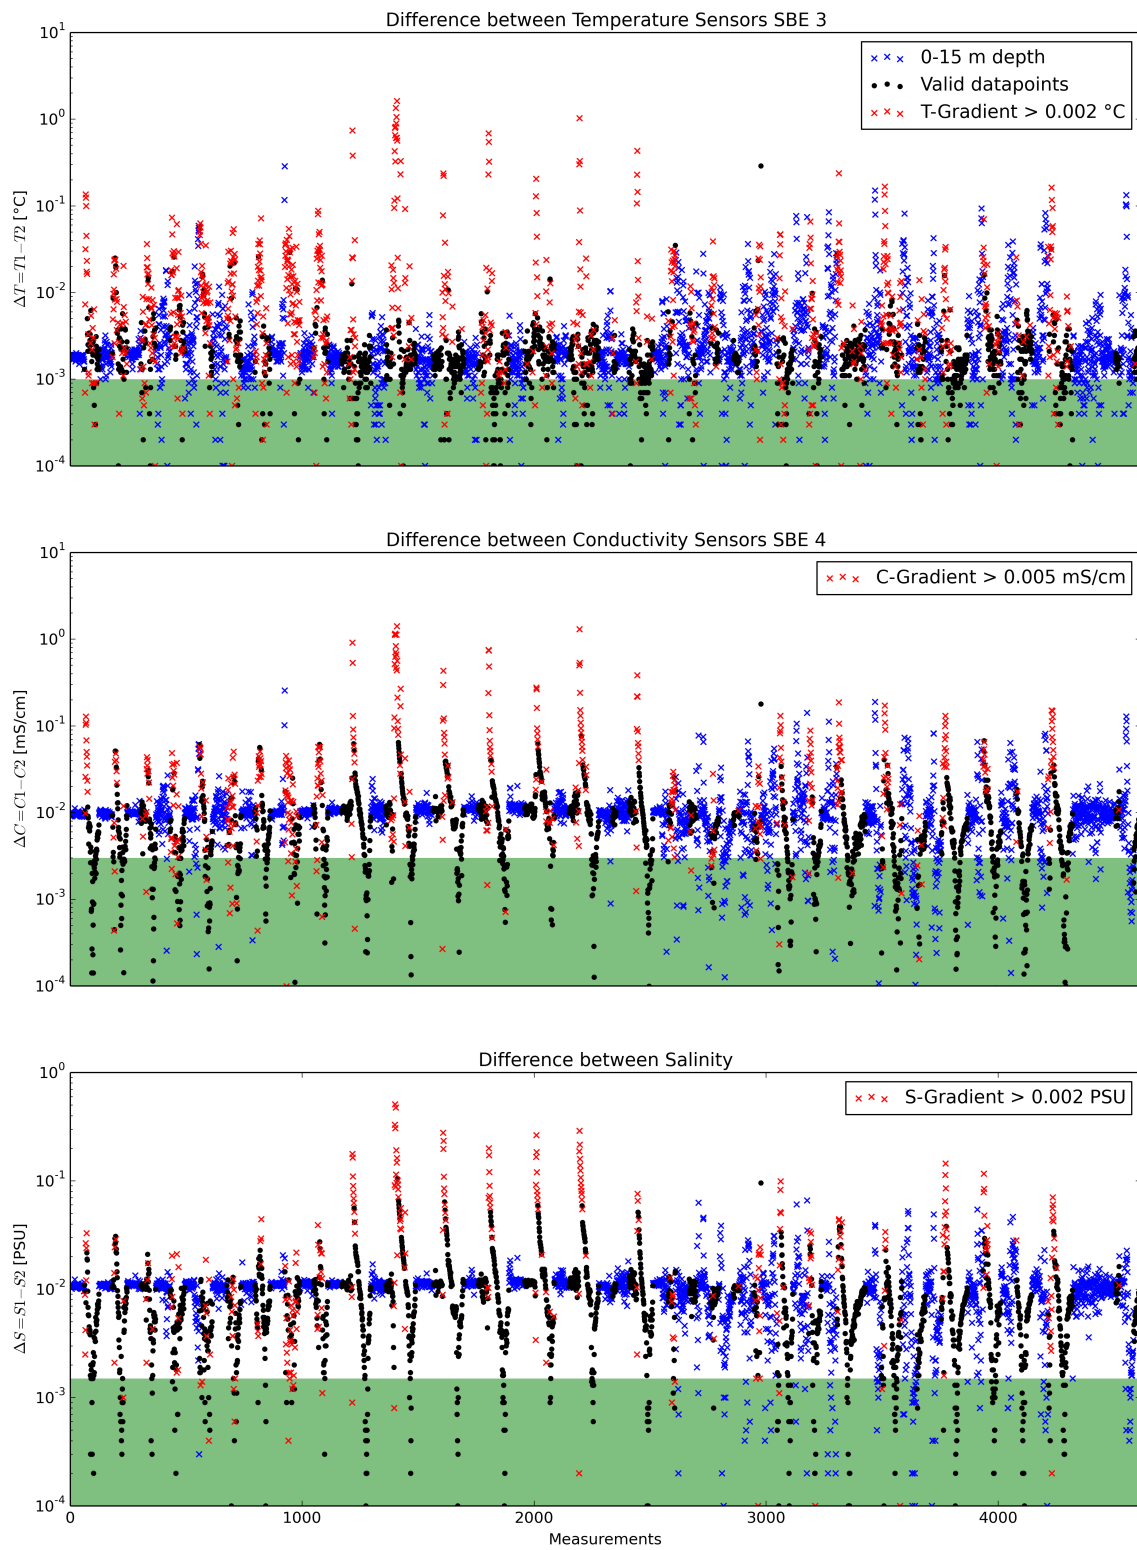 Difference between Temperature Sensors SBE 3
10^1
10^0
10^-1
10^-2
10^-3
10^-4
ΔT=T1−T2 [°C]
0-15 m depth
Valid datapoints
T-Gradient > 0.002 °C
Difference between Conductivity Sensors SBE 4
10^1
10^0
10^-1
10^-2
10^-3
10^-4
ΔC=C1−C2 [mS/cm]
C-Gradient > 0.005 mS/cm
Difference between Salinity
10^0
10^-1
10^-2
10^-3
10^-4
ΔS=S1−S2 [PSU]
S-Gradient > 0.002 PSU
0 1000 2000 3000 4000
Measurements